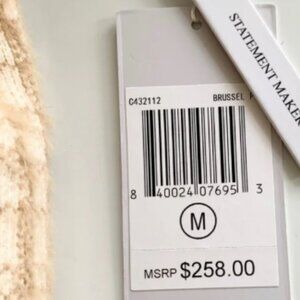 STATEMENT MAKER
C432112 BRUSSEL
8 40024 07695 3
M
MSRP $258.00